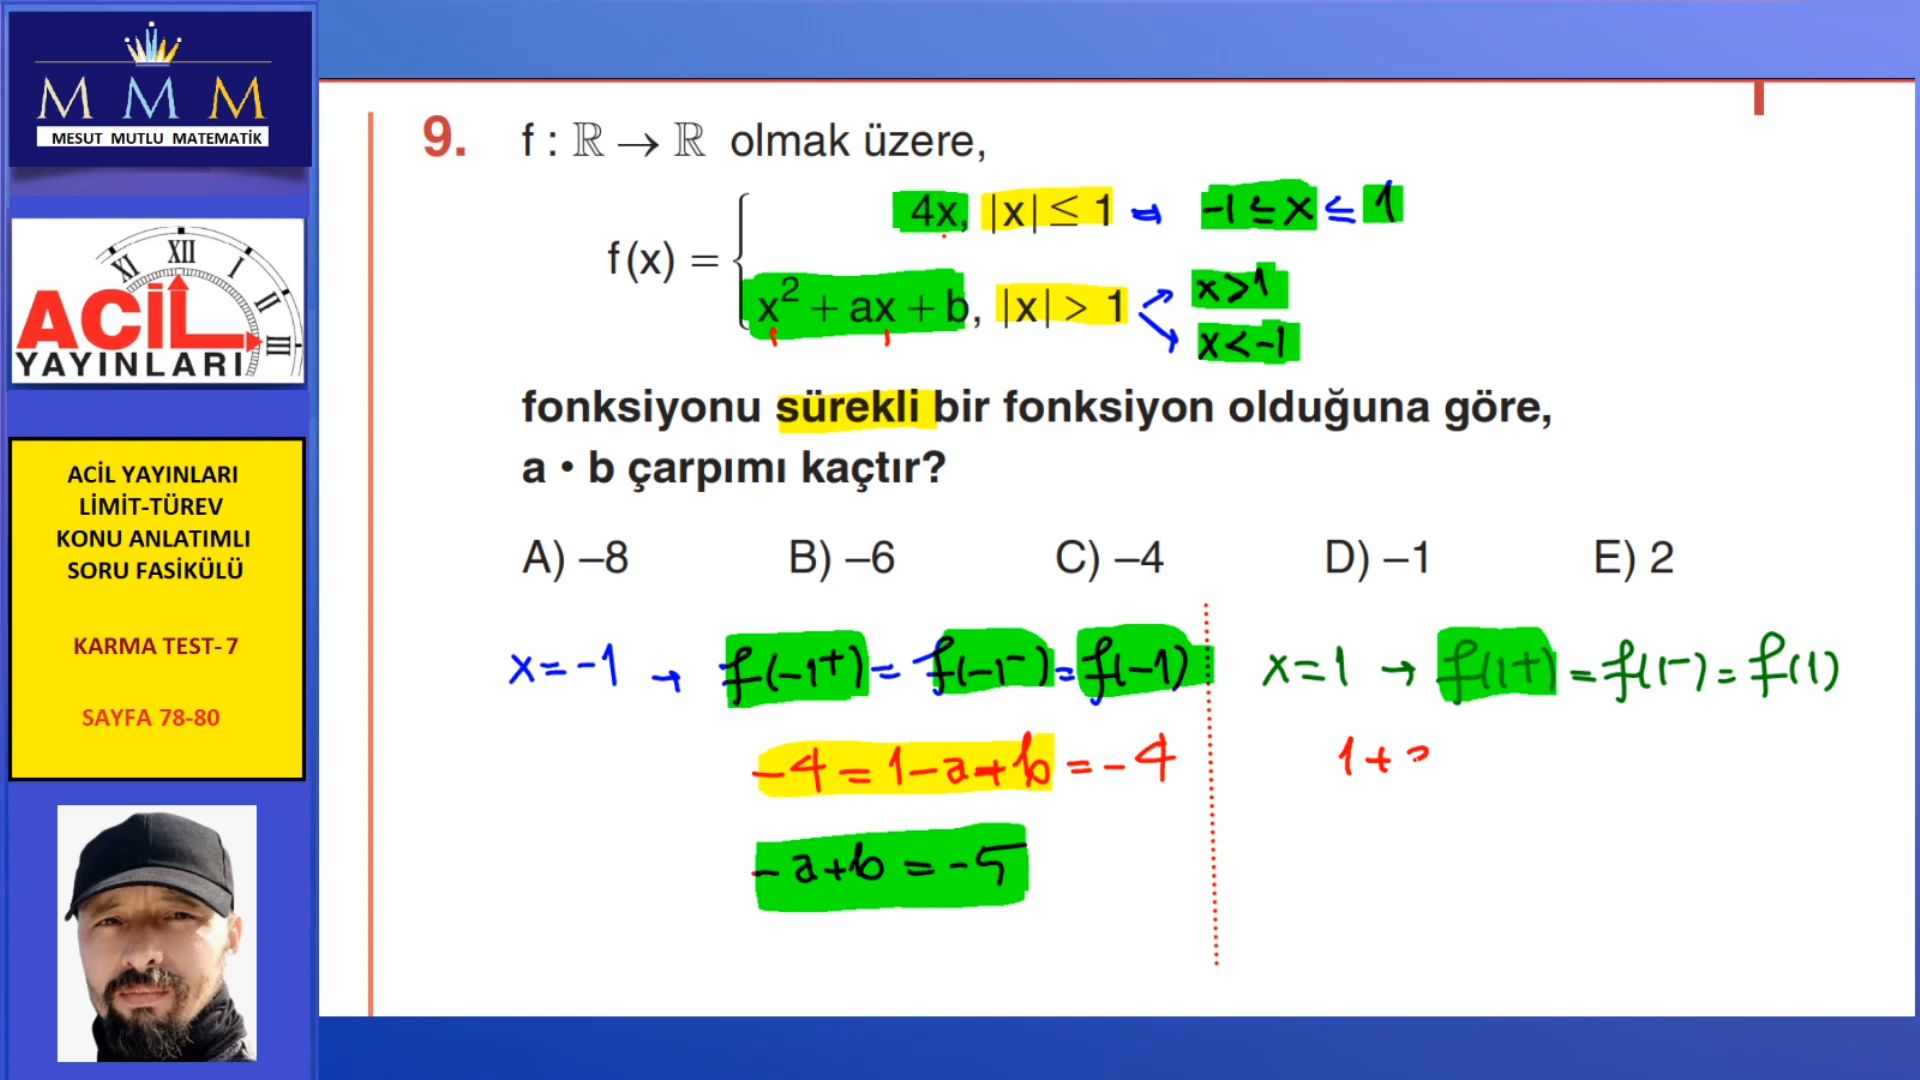 M M M
MESUT MUTLU MATEMATİK
XI XII I II III
ACİL
YAYINLARI
ACİL YAYINLARI
LİMİT-TÜREV
KONU ANLATIMLI
SORU FASİKÜLÜ
KARMA TEST- 7
SAYFA 78-80
9. f : ℝ → ℝ olmak üzere,
4x, |x| ≤ 1 → -1 ≤ x ≤ 1
f(x) =
x² + ax + b, |x| > 1
x>1
x<-1
fonksiyonu sürekli bir fonksiyon olduğuna göre,
a • b çarpımı kaçtır?
A) –8 B) –6 C) –4 D) –1 E) 2
x=-1 → f(-1⁺) = f(-1⁻) = f(-1)
-4 = 1-a+b = -4
-a+b = -5
x=1 → f(1⁺) = f(1⁻) = f(1)
1+